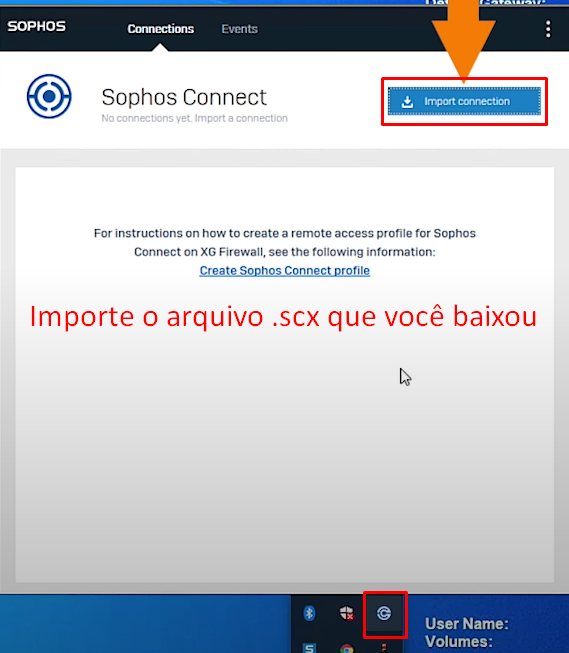 Default Gateway:
SOPHOS
Connections
Events
Sophos Connect
No connections yet. Import a connection
Import connection
For instructions on how to create a remote access profile for Sophos
Connect on XG Firewall, see the following information:
Create Sophos Connect profile
Importe o arquivo .scx que você baixou
User Name:
Volumes: